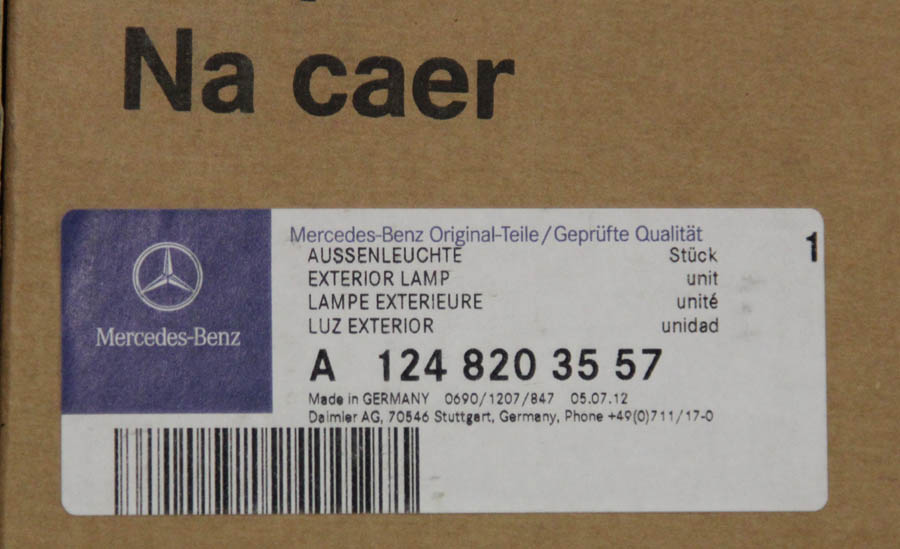 Na caer
Mercedes-Benz Original-Teile/Geprüfte Qualität
AUSSENLEUCHTE Stück 1
EXTERIOR LAMP unit
LAMPE EXTERIEURE unité
LUZ EXTERIOR unidad
Mercedes-Benz
A 124 820 35 57
Made in GERMANY 0690/1207/847 05.07.12
Daimler AG, 70546 Stuttgart, Germany, Phone +49(0)711/17-0